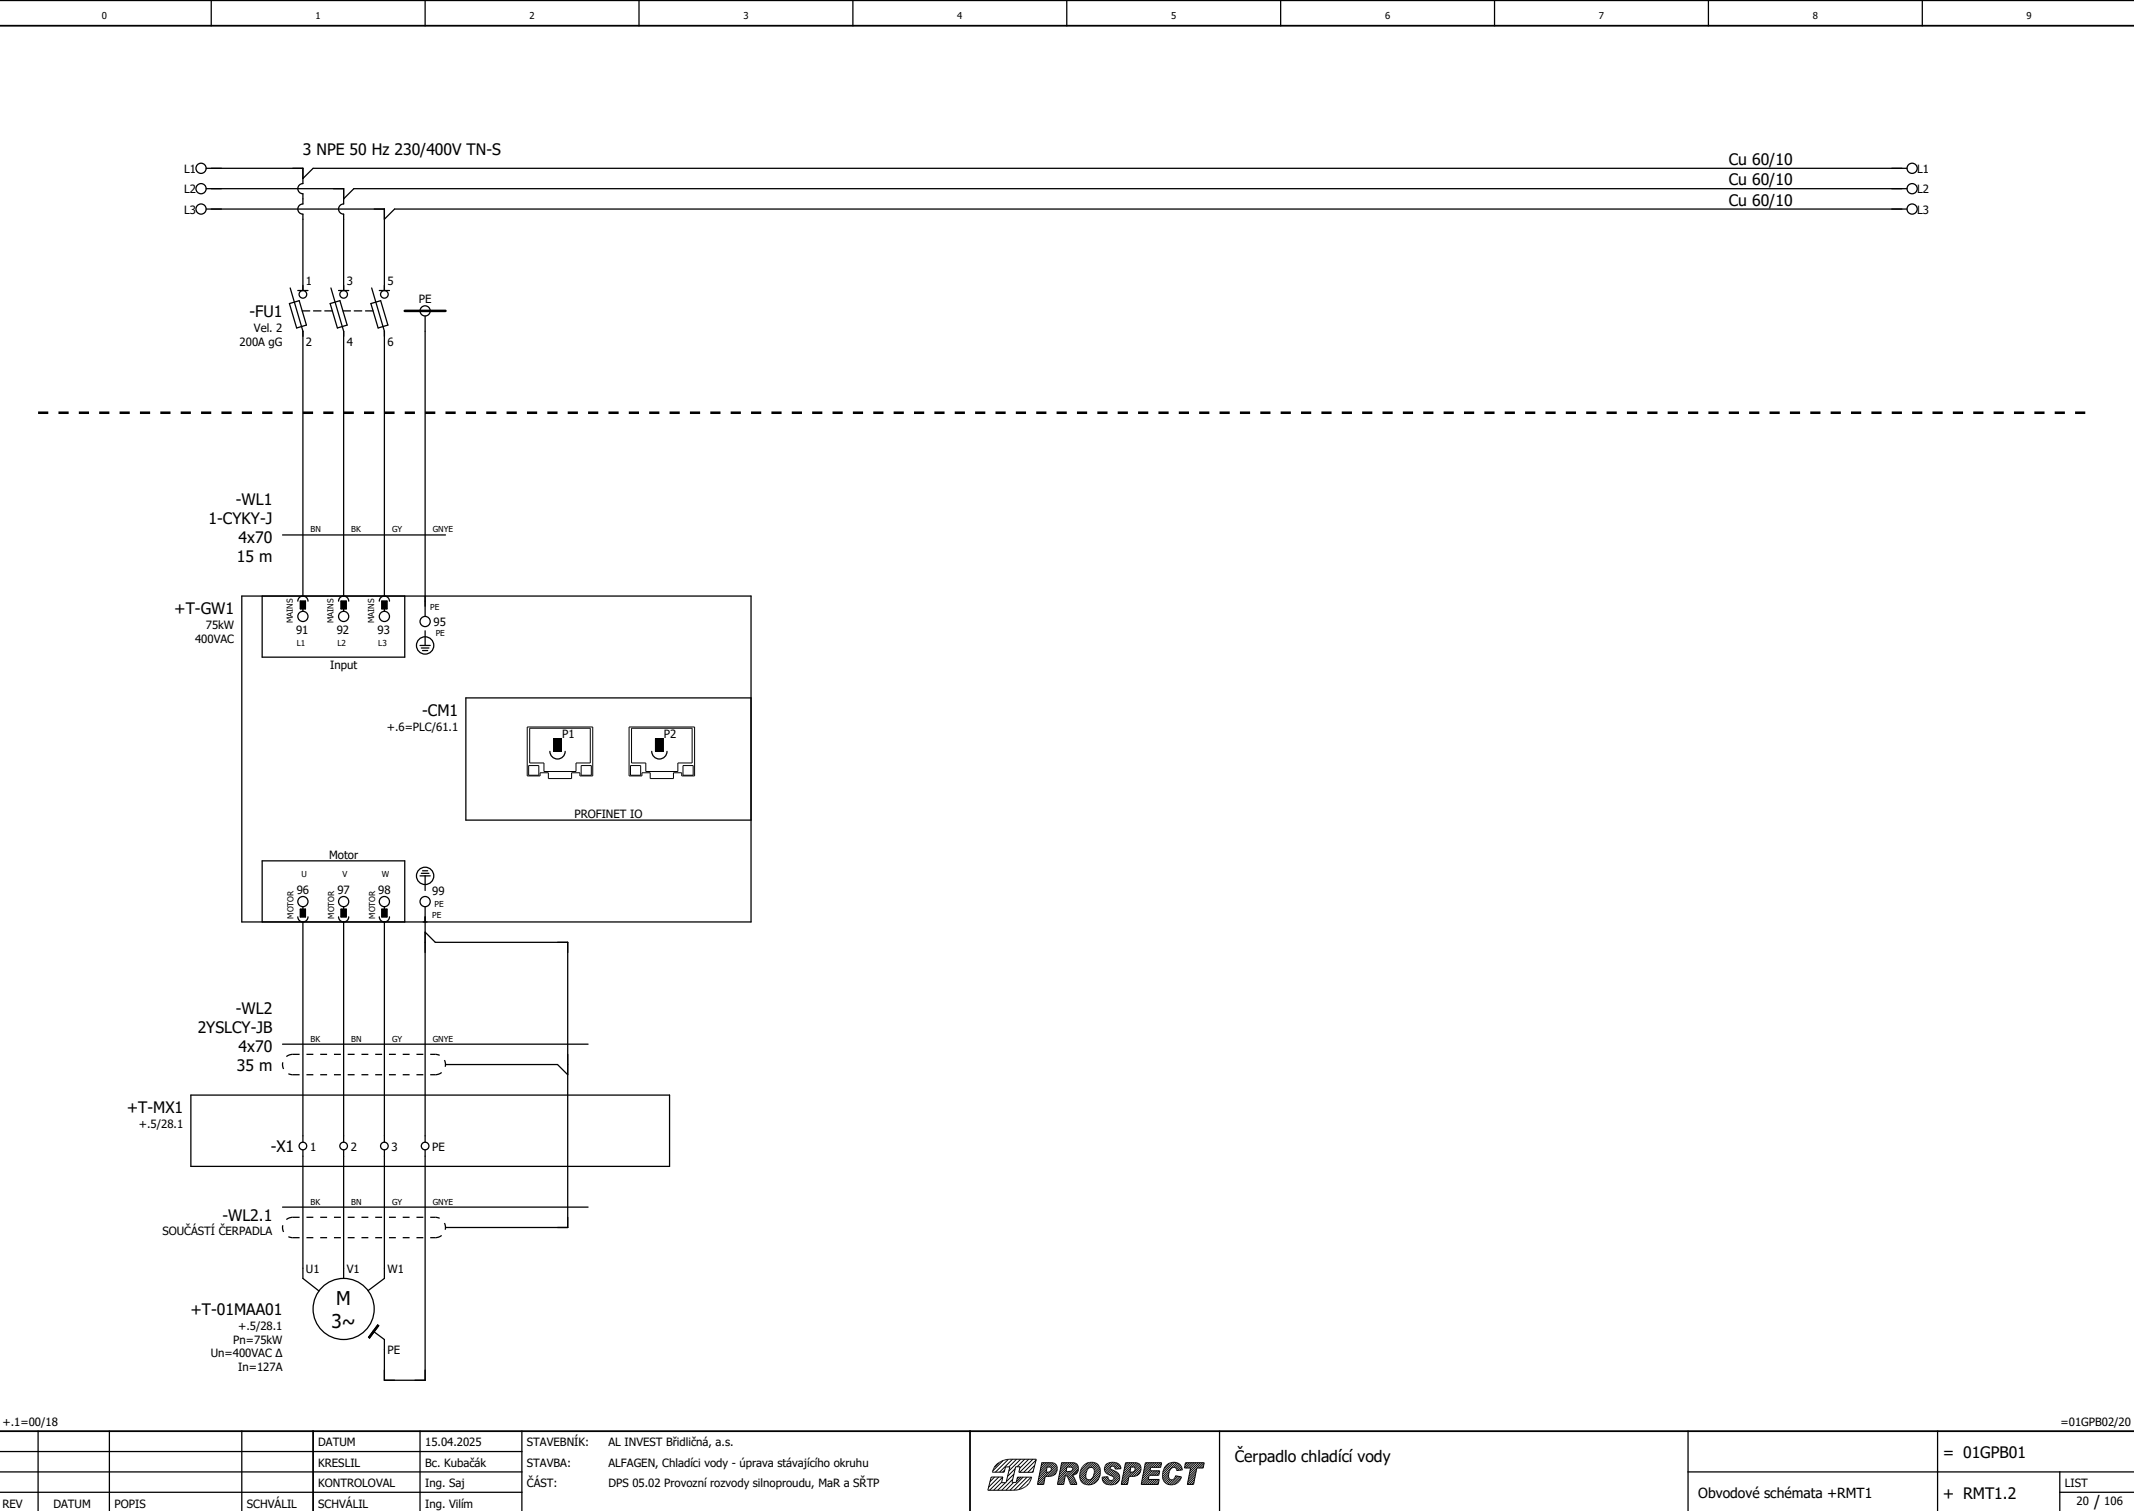 0 1 2 3 4 5 6 7 8 9
3 NPE 50 Hz 230/400V TN-S
L1 Cu 60/10 L1
L2 Cu 60/10 L2
L3 Cu 60/10 L3
1 3 5
PE
-FU1
Vel. 2
200A gG
2 4 6
-WL1
1-CYKY-J
4x70
15 m
BN BK GY GNYE
+T-GW1
75kW
400VAC
MAINS MAINS MAINS PE
91 92 93 95
PE
L1 L2 L3
Input
-CM1
+.6=PLC/61.1
P1 P2
PROFINET IO
Motor
U V W
96 97 98 99
MOTOR MOTOR MOTOR PE
PE
-WL2
2YSLCY-JB
4x70
35 m
BK BN GY GNYE
+T-MX1
+.5/28.1
-X1 1 2 3 PE
BK BN GY GNYE
-WL2.1
SOUČÁSTÍ ČERPADLA
U1 V1 W1
M
3~
+T-01MAA01
+.5/28.1
Pn=75kW
Un=400VAC Δ
In=127A
PE
+.1=00/18 =01GPB02/20
DATUM 15.04.2025 STAVEBNÍK: AL INVEST Břidličná, a.s.
KRESLIL Bc. Kubačák STAVBA: ALFAGEN, Chladíci vody - úprava stávajícího okruhu
KONTROLOVAL Ing. Saj ČÁST: DPS 05.02 Provozní rozvody silnoproudu, MaR a SŘTP
REV DATUM POPIS SCHVÁLIL SCHVÁLIL Ing. Vilím
PROSPECT
Čerpadlo chladící vody
= 01GPB01
Obvodové schémata +RMT1
+ RMT1.2
LIST
20 / 106